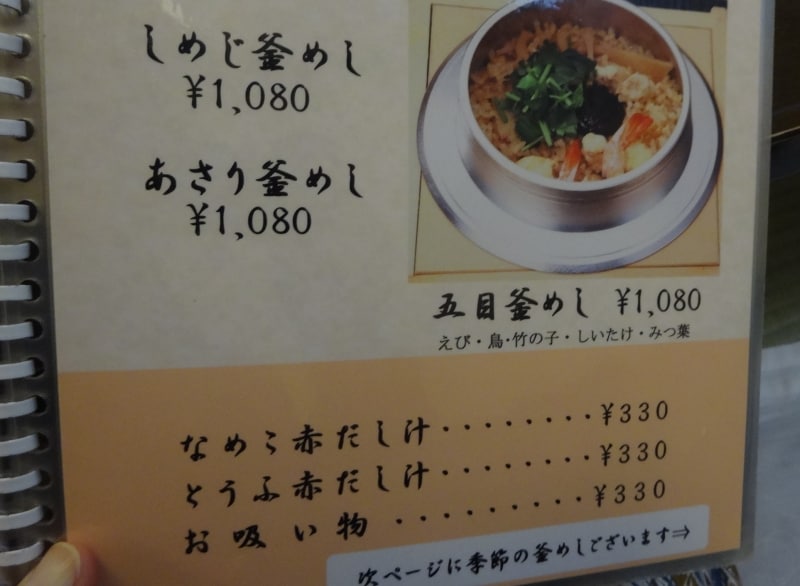 しめじ釜めし
¥1,080
あさり釜めし
¥1,080
五目釜めし ¥1,080
えび・鳥・竹の子・しいたけ・みつ葉
なめこ赤だし汁・・・・・・・・・¥330
とうふ赤だし汁・・・・・・・・・¥330
お吸い物・・・・・・・・・・¥330
次ページに季節の釜めしございます⇒